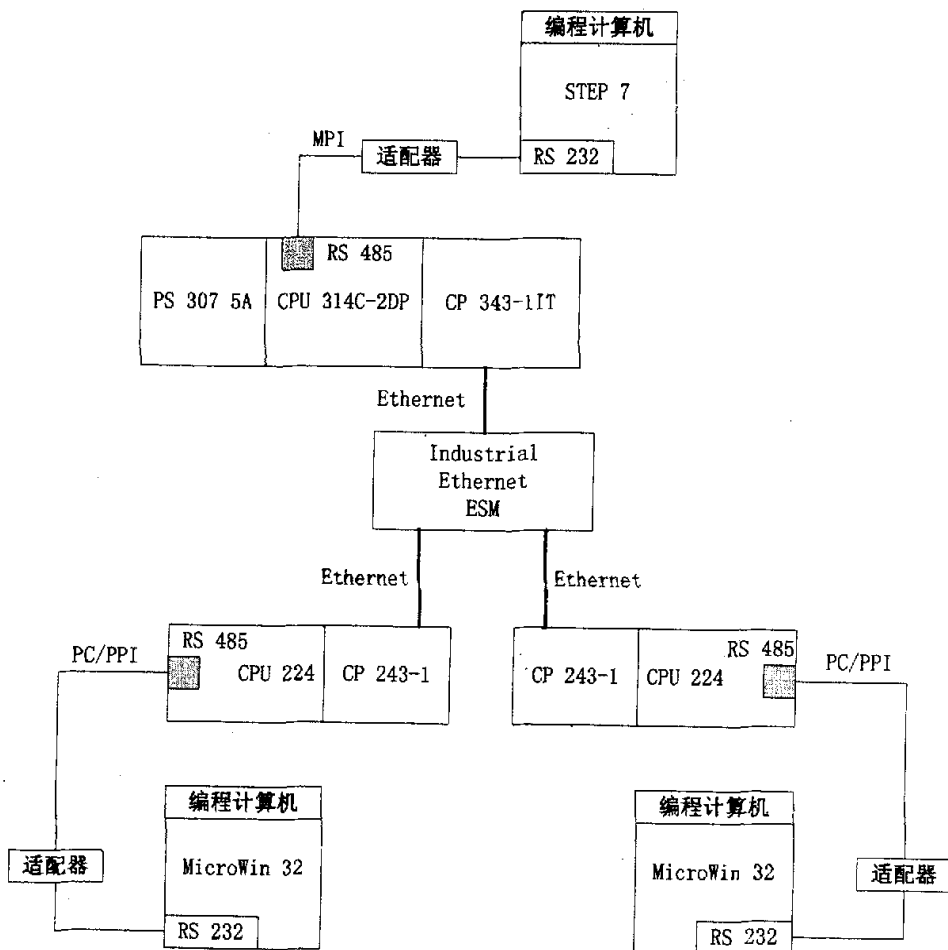 编程计算机
STEP 7
MPI
适配器
RS 232
RS 485
PS 307 5A
CPU 314C-2DP
CP 343-1IT
Ethernet
Industrial
Ethernet
ESM
Ethernet
Ethernet
RS 485
PC/PPI
CPU 224
CP 243-1
CP 243-1
CPU 224
RS 485
PC/PPI
编程计算机
MicroWin 32
适配器
RS 232
编程计算机
MicroWin 32
适配器
RS 232